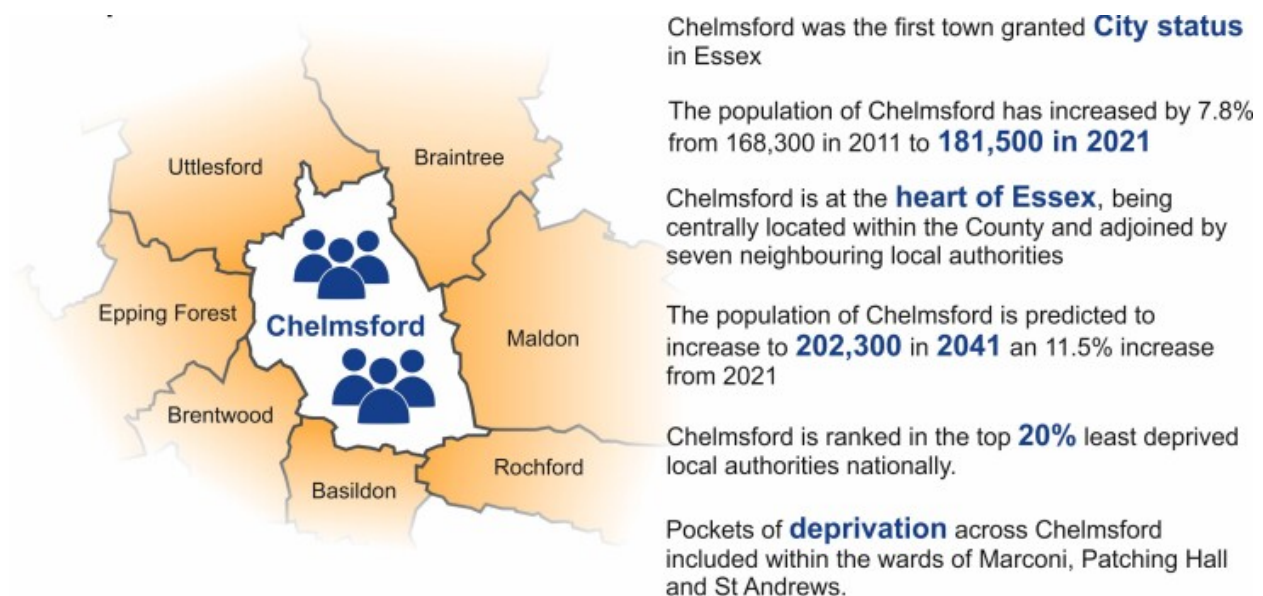 Chelmsford was the first town granted City status
in Essex
The population of Chelmsford has increased by 7.8%
from 168,300 in 2011 to 181,500 in 2021
Chelmsford is at the heart of Essex, being
centrally located within the County and adjoined by
seven neighbouring local authorities
The population of Chelmsford is predicted to
increase to 202,300 in 2041 an 11.5% increase
from 2021
Chelmsford is ranked in the top 20% least deprived
local authorities nationally.
Pockets of deprivation across Chelmsford
included within the wards of Marconi, Patching Hall
and St Andrews.
Uttlesford
Braintree
Epping Forest
Chelmsford
Maldon
Brentwood
Rochford
Basildon